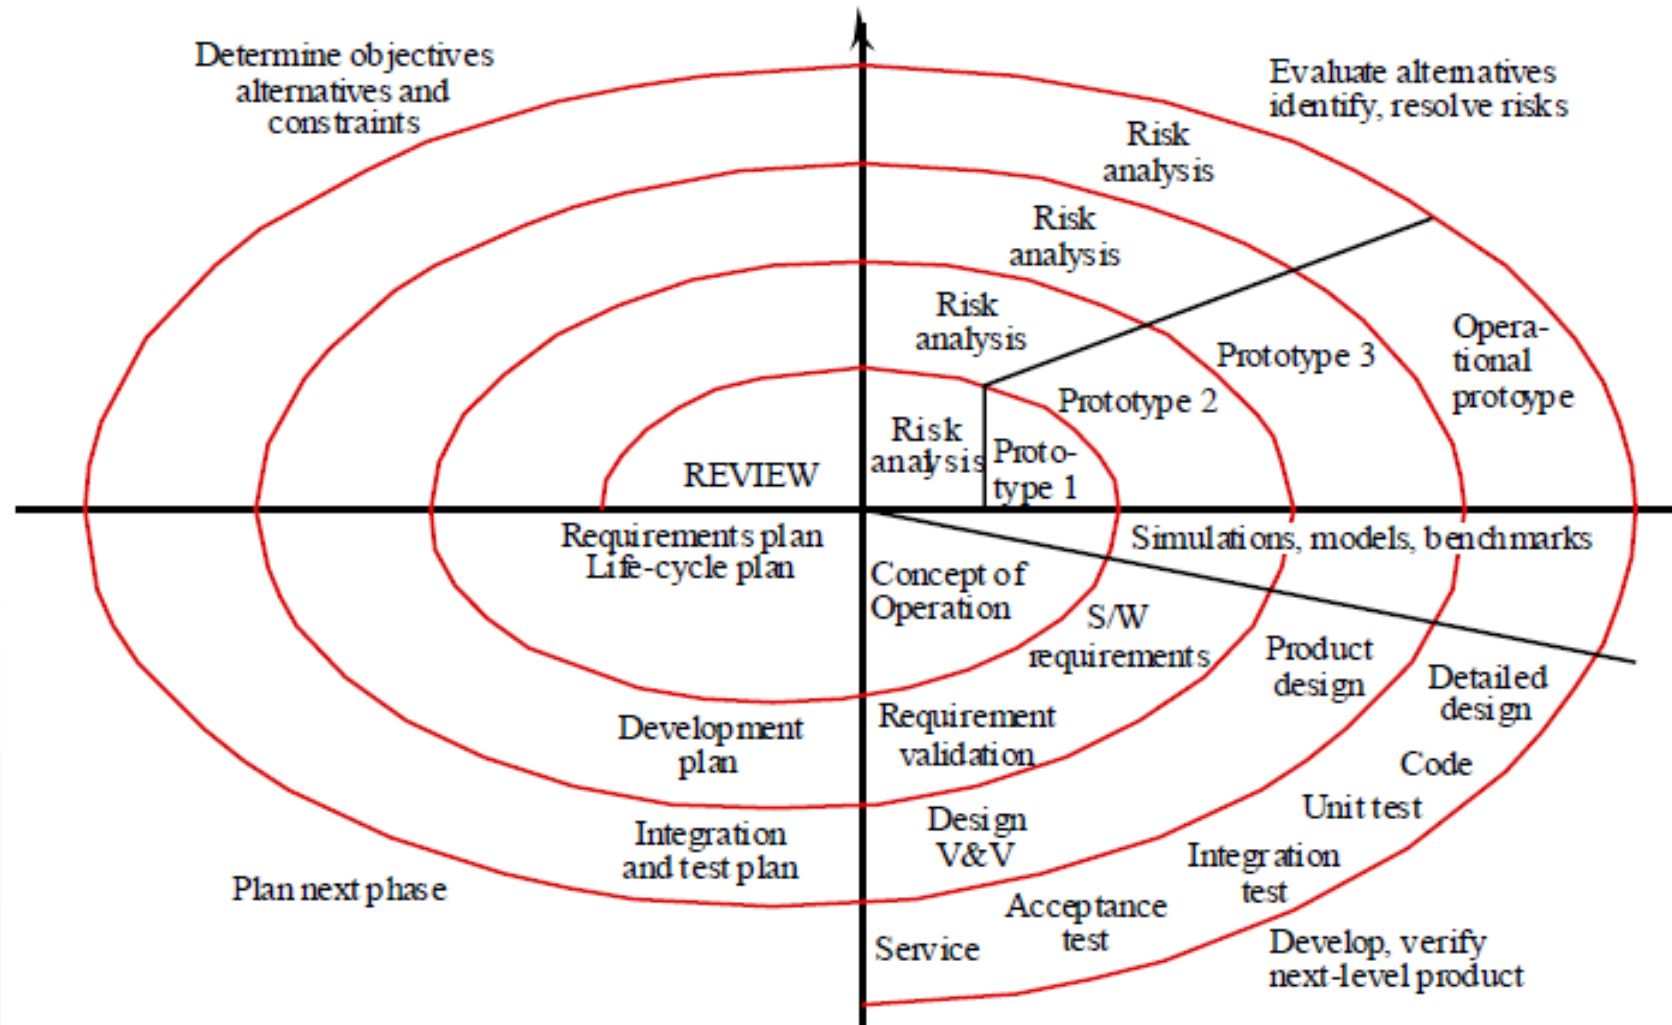 Determine objectives
alternatives and
constraints
Evaluate alternatives
identify, resolve risks
Risk
analysis
Risk
analysis
Risk
analysis
Risk
analysis
Proto-
type 1
Prototype 2
Prototype 3
Opera-
tional
protoype
REVIEW
Requirements plan
Life-cycle plan
Simulations, models, benchmarks
Concept of
Operation
S/W
requirements
Product
design
Detailed
design
Development
plan
Requirement
validation
Code
Unit test
Integration
and test plan
Design
V&V
Integration
test
Plan next phase
Acceptance
test
Service
Develop, verify
next-level product